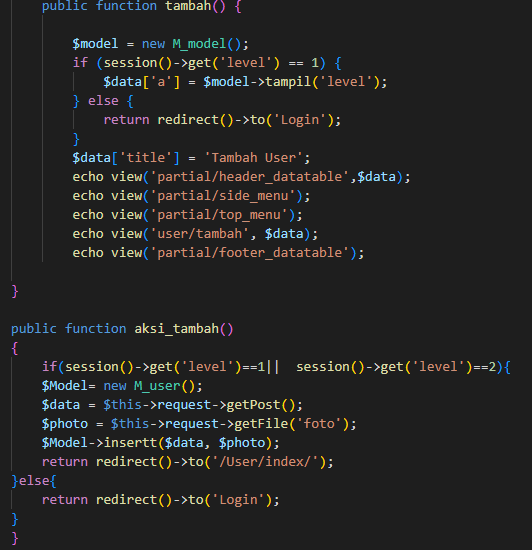 public function tambah() {
$model = new M_model();
if (session()->get('level') == 1) {
$data['a'] = $model->tampil('level');
} else {
return redirect()->to('Login');
}
$data['title'] = 'Tambah User';
echo view('partial/header_datatable',$data);
echo view('partial/side_menu');
echo view('partial/top_menu');
echo view('user/tambah', $data);
echo view('partial/footer_datatable');
}
public function aksi_tambah()
{
if(session()->get('level')==1||  session()->get('level')==2){
$Model= new M_user();
$data = $this->request->getPost();
$photo = $this->request->getFile('foto');
$Model->insertt($data, $photo);
return redirect()->to('/User/index/');
}else{
return redirect()->to('Login');
}
}